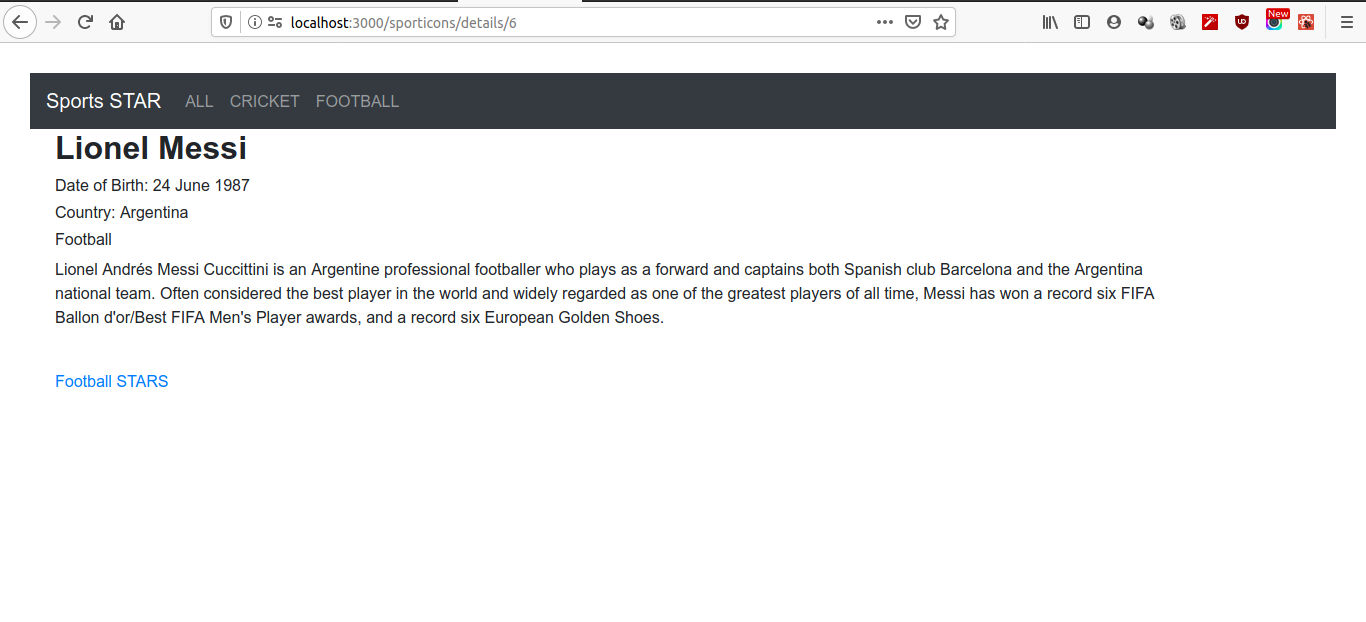 localhost:3000/sporticons/details/6
New
Sports STAR ALL CRICKET FOOTBALL
Lionel Messi
Date of Birth: 24 June 1987
Country: Argentina
Football
Lionel Andrés Messi Cuccittini is an Argentine professional footballer who plays as a forward and captains both Spanish club Barcelona and the Argentina
national team. Often considered the best player in the world and widely regarded as one of the greatest players of all time, Messi has won a record six FIFA
Ballon d'or/Best FIFA Men's Player awards, and a record six European Golden Shoes.
Football STARS